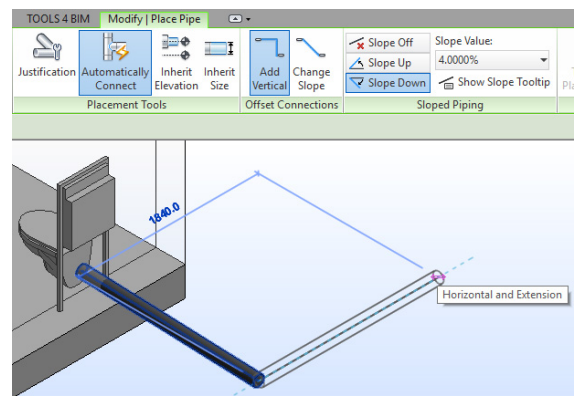 TOOLS 4 BIM Modify | Place Pipe
Slope Off Slope Value:
Slope Up 4.0000%
Justification Automatically Connect Inherit Elevation Inherit Size Add Vertical Change Slope Slope Down Show Slope Tooltip
Placement Tools Offset Connections Sloped Piping
1840.0
Horizontal and Extension